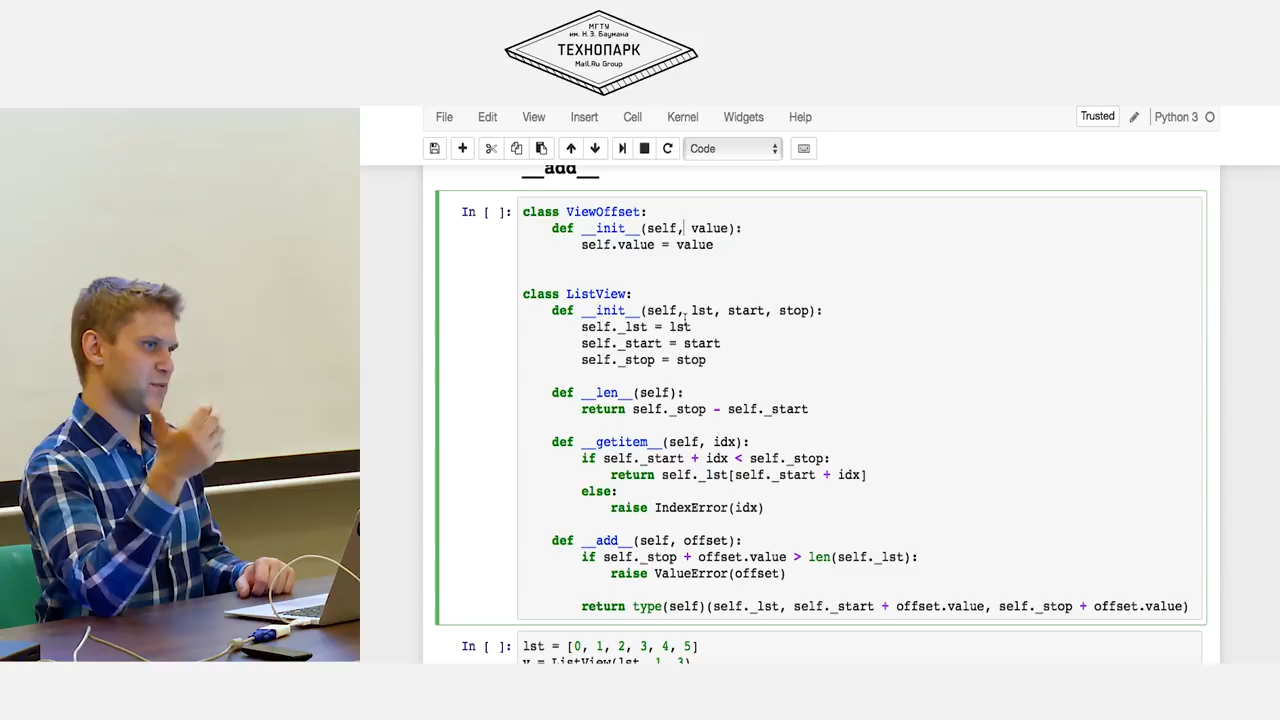 МГТУ
им. Н.Э. Баумана
ТЕХНОПАРК
Mail.Ru Group
File Edit View Insert Cell Kernel Widgets Help Trusted Python 3
Code
__add__
In [ ]: class ViewOffset:
def __init__(self, value):
self.value = value
class ListView:
def __init__(self, lst, start, stop):
self._lst = lst
self._start = start
self._stop = stop
def __len__(self):
return self._stop - self._start
def __getitem__(self, idx):
if self._start + idx < self._stop:
return self._lst[self._start + idx]
else:
raise IndexError(idx)
def __add__(self, offset):
if self._stop + offset.value > len(self._lst):
raise ValueError(offset)
return type(self)(self._lst, self._start + offset.value, self._stop + offset.value)
In [ ]: lst = [0, 1, 2, 3, 4, 5]
v = ListView(lst, 1, 3)